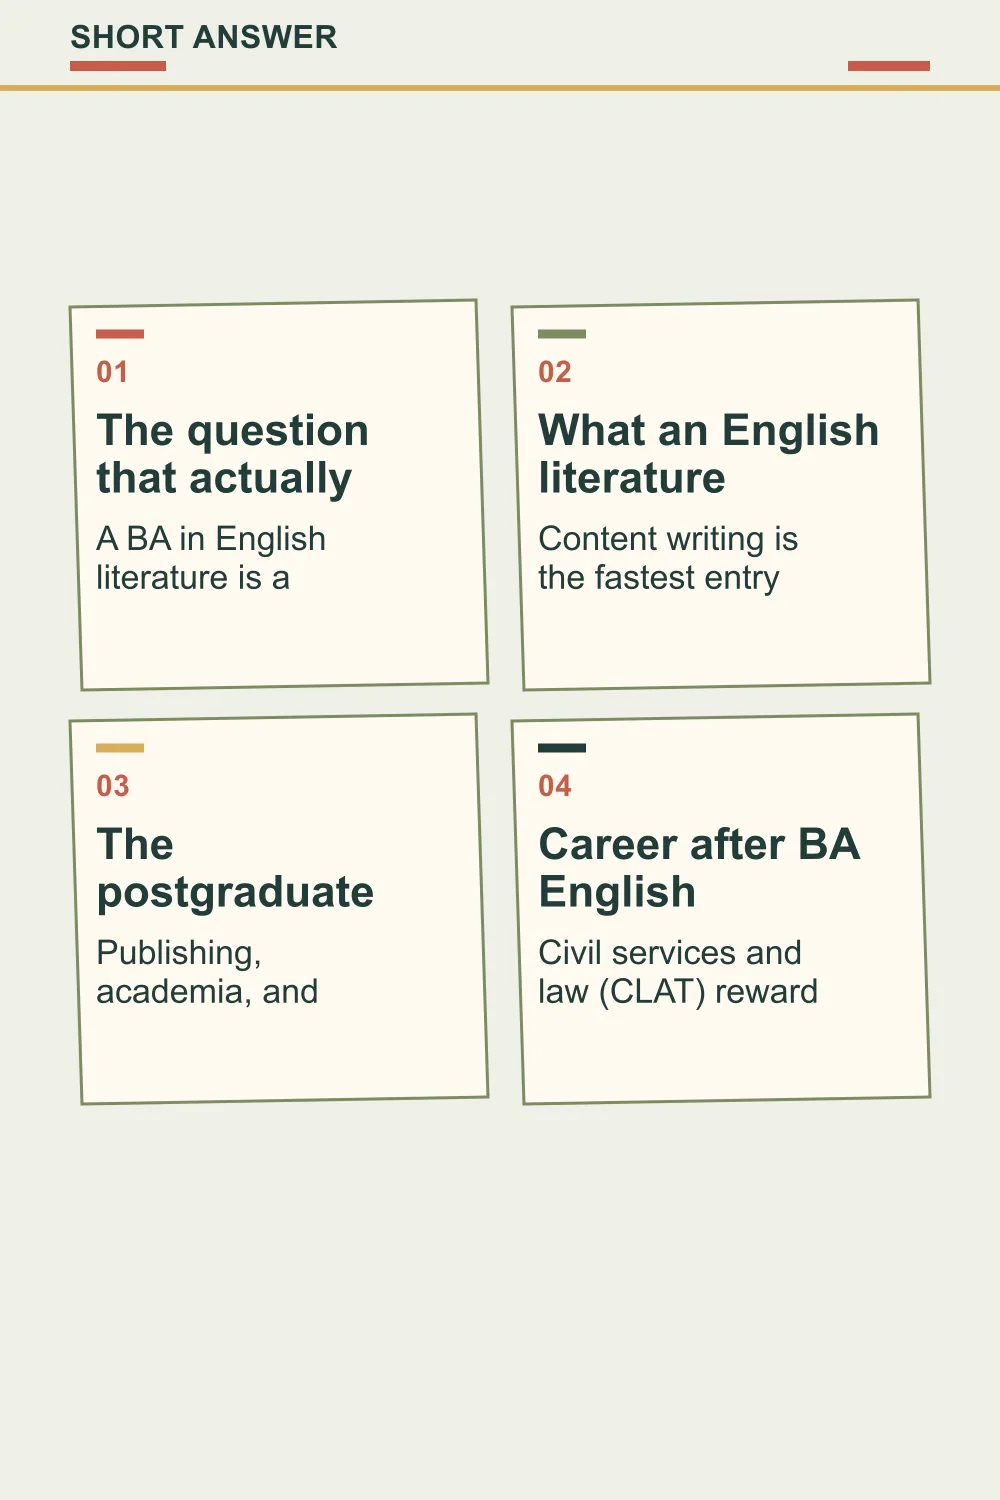 SHORT ANSWER
01
The question
that actually
A BA in English
literature is a
02
What an English
literature
Content writing is
the fastest entry
03
The
postgraduate
Publishing,
academia, and
04
Career after BA
English
Civil services and
law (CLAT) reward